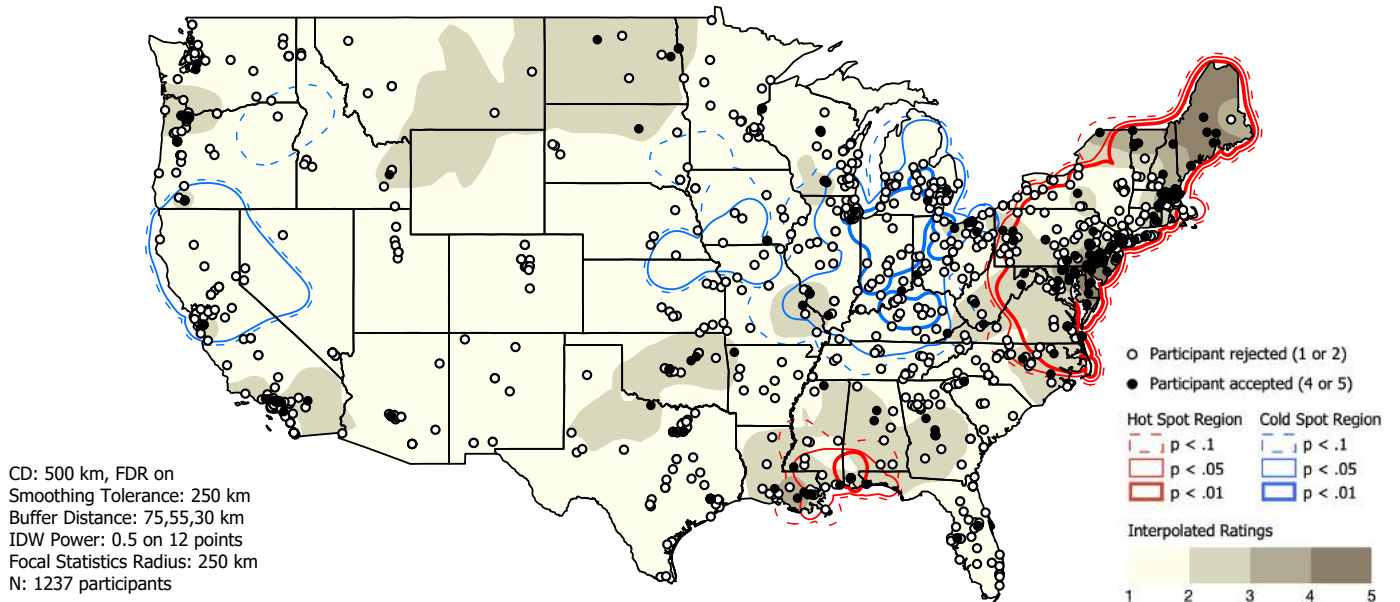 Participant rejected (1 or 2)
Participant accepted (4 or 5)
Hot Spot Region Cold Spot Region
p < .1 p < .1
p < .05 p < .05
p < .01 p < .01
Interpolated Ratings
1 2 3 4 5
CD: 500 km, FDR on
Smoothing Tolerance: 250 km
Buffer Distance: 75,55,30 km
IDW Power: 0.5 on 12 points
Focal Statistics Radius: 250 km
N: 1237 participants